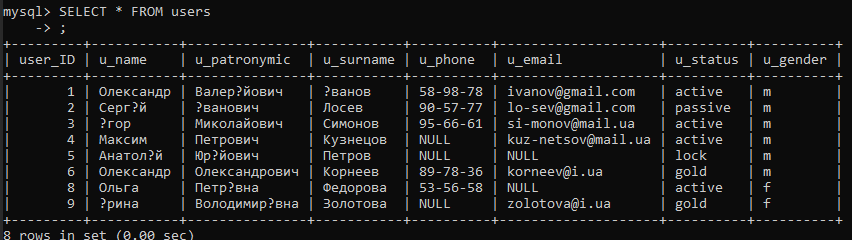 mysql> SELECT * FROM users
    -> ;
+---------+-----------+---------------+-----------+----------+--------------------+----------+----------+
| user_ID | u_name    | u_patronymic  | u_surname | u_phone  | u_email            | u_status | u_gender |
+---------+-----------+---------------+-----------+----------+--------------------+----------+----------+
|       1 | Олександр | Валер?йович   | ?ванов    | 58-98-78 | ivanov@gmail.com   | active   | m        |
|       2 | Серг?й    | ?ванович      | Лосев     | 90-57-77 | lo-sev@gmail.com   | passive  | m        |
|       3 | ?гор      | Миколайович   | Симонов   | 95-66-61 | si-monov@mail.ua   | active   | m        |
|       4 | Максим    | Петрович      | Кузнецов  | NULL     | kuz-netsov@mail.ua | active   | m        |
|       5 | Анатол?й  | Юр?йович      | Петров    | NULL     | NULL               | lock     | m        |
|       6 | Олександр | Олександрович | Корнеев   | 89-78-36 | korneev@i.ua       | gold     | m        |
|       8 | Ольга     | Петр?вна      | Федорова  | 53-56-58 | NULL               | active   | f        |
|       9 | ?рина     | Володимир?вна | Золотова  | NULL     | zolotova@i.ua      | gold     | f        |
+---------+-----------+---------------+-----------+----------+--------------------+----------+----------+
8 rows in set (0.00 sec)